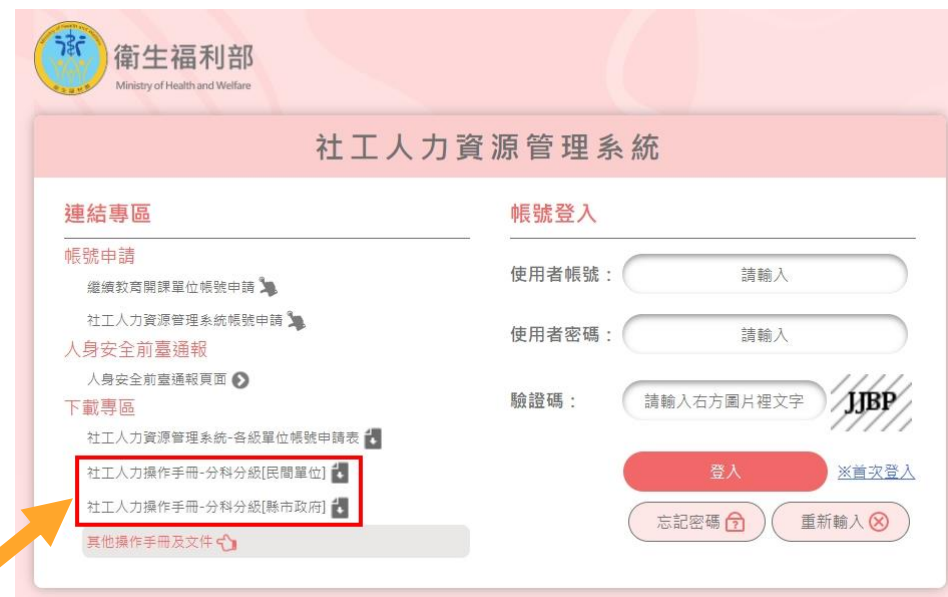 衛生福利部
Ministry of Health and Welfare
社工人力資源管理系統
連結專區
帳號申請
繼續教育開課單位帳號申請
社工人力資源管理系統帳號申請
人身安全前臺通報
人身安全前臺通報頁面
下載專區
社工人力資源管理系統-各級單位帳號申請表
社工人力操作手冊-分科分級[民間單位]
社工人力操作手冊-分科分級[縣市政府]
其他操作手冊及文件
帳號登入
使用者帳號： 請輸入
使用者密碼： 請輸入
驗證碼： 請輸入右方圖片裡文字 JJBP
登入 ※首次登入
忘記密碼 重新輸入